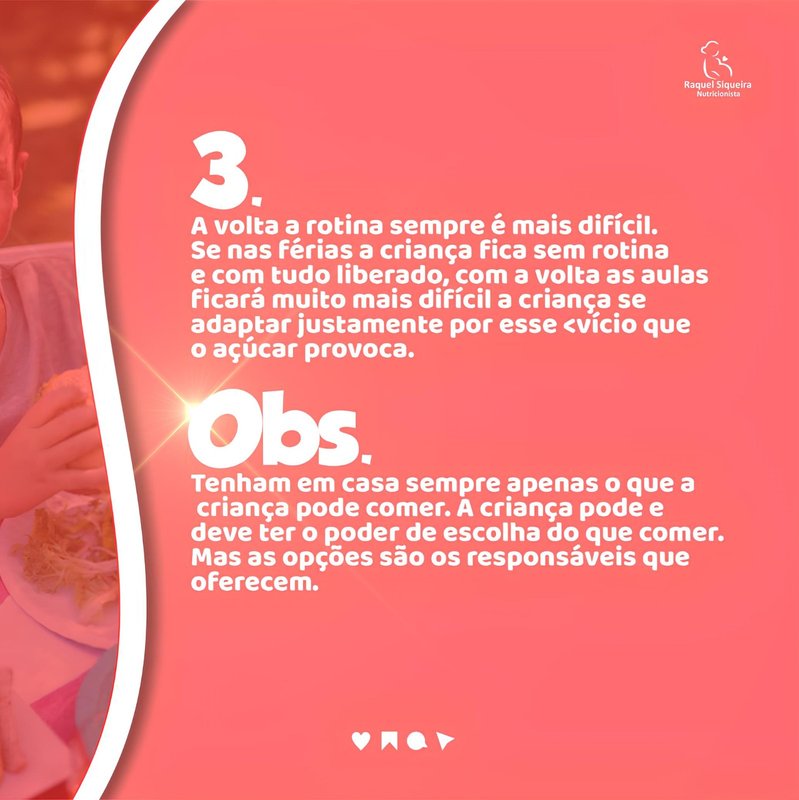 Raquel Siqueira
Nutricionista
3.
A volta a rotina sempre é mais difícil.
Se nas férias a criança fica sem rotina
e com tudo liberado, com a volta as aulas
ficará muito mais difícil a criança se
adaptar justamente por esse <vício que
o açúcar provoca.
Obs.
Tenham em casa sempre apenas o que a
criança pode comer. A criança pode e
deve ter o poder de escolha do que comer.
Mas as opções são os responsáveis que
oferecem.